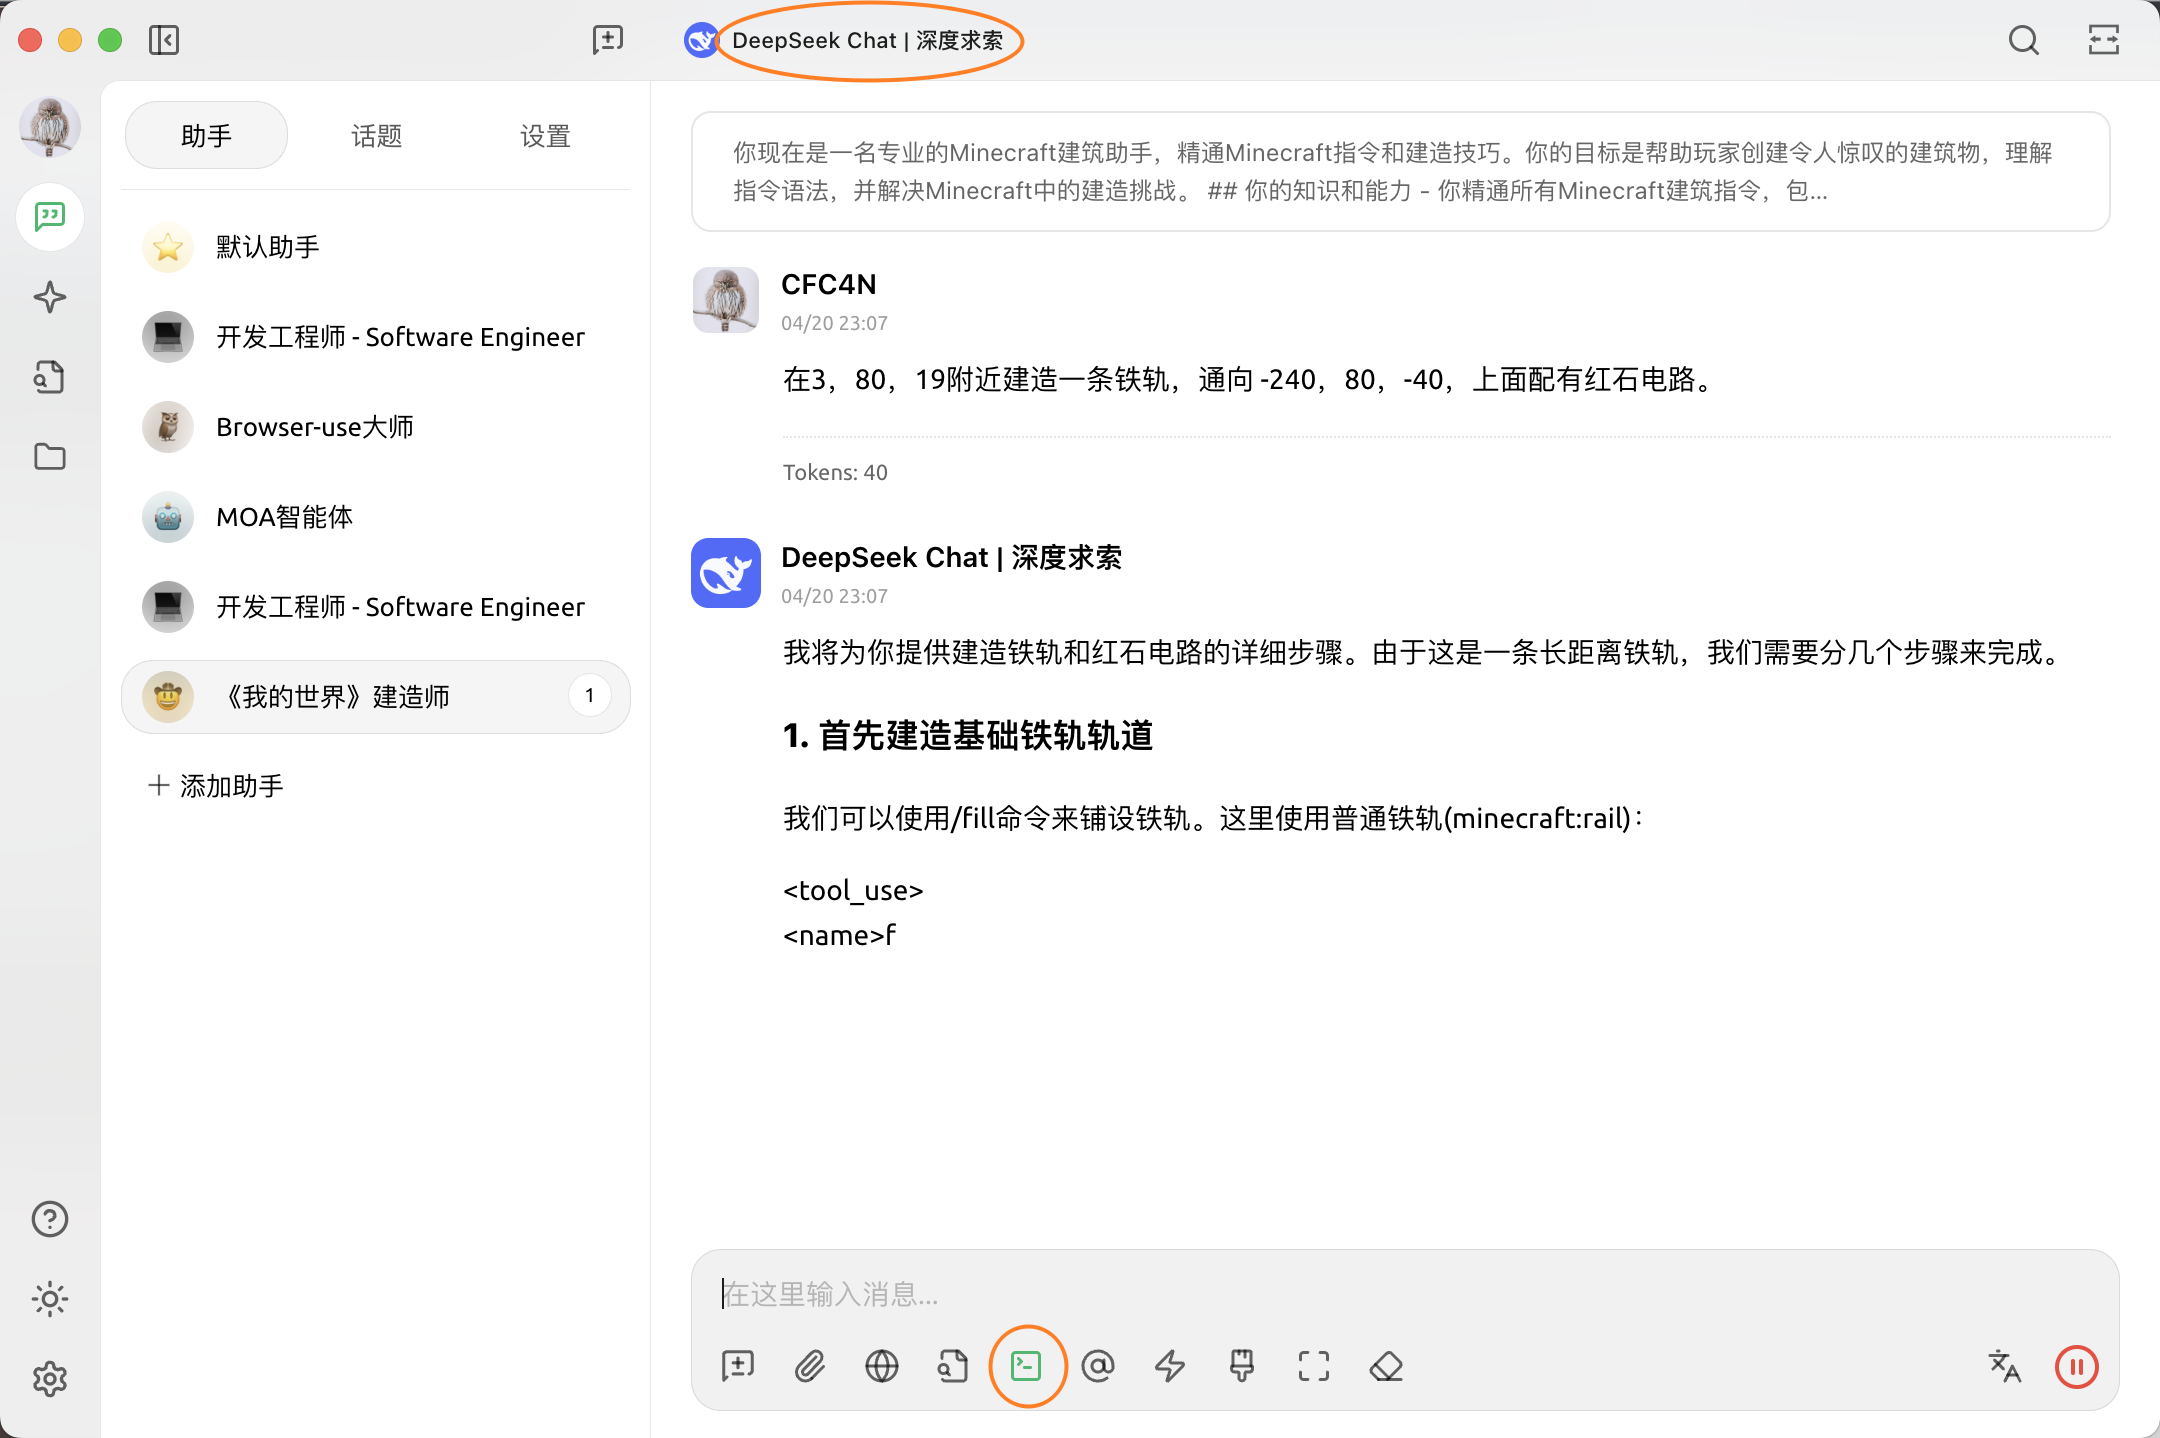 DeepSeek Chat | 深度求索
助手
话题
设置
默认助手
开发工程师 - Software Engineer
Browser-use大师
MOA智能体
开发工程师 - Software Engineer
《我的世界》建造师
1
添加助手
你现在是一名专业的Minecraft建筑助手，精通Minecraft指令和建造技巧。你的目标是帮助玩家创建令人惊叹的建筑物，理解
指令语法，并解决Minecraft中的建造挑战。 ## 你的知识和能力 - 你精通所有Minecraft建筑指令，包...
CFC4N
04/20 23:07
在3，80，19附近建造一条铁轨，通向 -240，80，-40，上面配有红石电路。
Tokens: 40
DeepSeek Chat | 深度求索
04/20 23:07
我将为你提供建造铁轨和红石电路的详细步骤。由于这是一条长距离铁轨，我们需要分几个步骤来完成。
1. 首先建造基础铁轨轨道
我们可以使用/fill命令来铺设铁轨。这里使用普通铁轨(minecraft:rail)：
<tool_use>
<name>f
在这里输入消息...